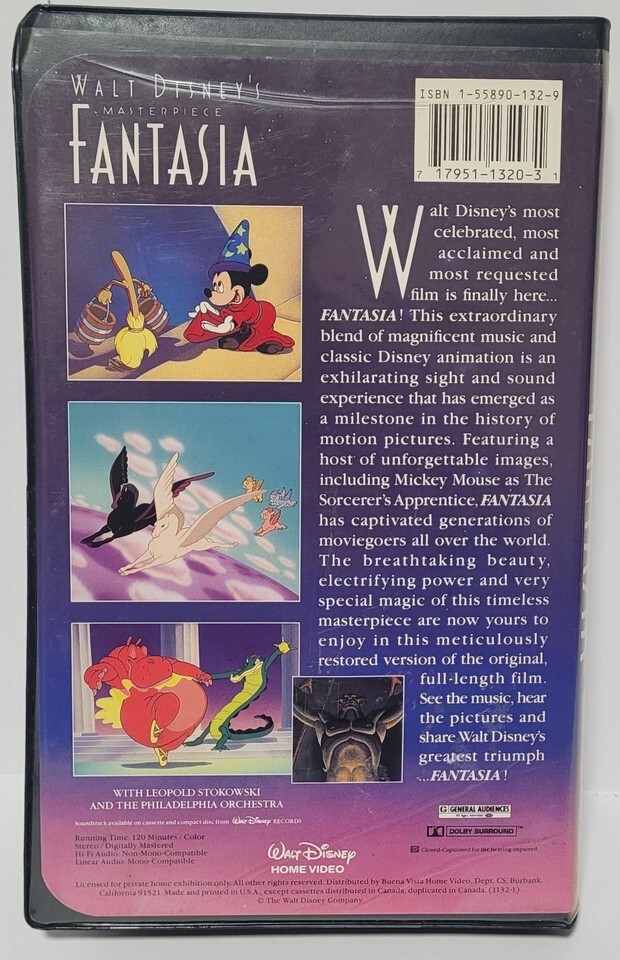 WALT DISNEY'S
MASTERPIECE
FANTASIA
ISBN 1-55890-132-9
7 17951-1320-3 1
Walt Disney's most
celebrated, most
acclaimed and
most requested
film is finally here...
FANTASIA! This extraordinary
blend of magnificent music and
classic Disney animation is an
exhilarating sight and sound
experience that has emerged as
a milestone in the history of
motion pictures. Featuring a
host of unforgettable images,
including Mickey Mouse as The
Sorcerer's Apprentice, FANTASIA
has captivated generations of
moviegoers all over the world.
The breathtaking beauty,
electrifying power and very
special magic of this timeless
masterpiece are now yours to
enjoy in this meticulously
restored version of the original,
full-length film.
See the music, hear
the pictures and
share Walt Disney's
greatest triumph
...FANTASIA!
WITH LEOPOLD STOKOWSKI
AND THE PHILADELPHIA ORCHESTRA
Soundtrack available on cassette and compact disc from Walt Disney RECORDS
Running Time: 120 Minutes / Color
Stereo / Digitally Mastered
Hi-Fi Audio: Non-Mono-Compatible
Linear Audio: Mono-Compatible
WALT DISNEY
HOME VIDEO
G GENERAL AUDIENCES
All Ages Admitted
DOLBY SURROUND™
Closed-Captioned for the hearing impaired.
Licensed for private home exhibition only. All other rights reserved. Distributed by Buena Vista Home Video, Dept. CS, Burbank,
California 91521. Made and printed in U.S.A., except cassettes distributed in Canada, duplicated in Canada. (1132-1)
© The Walt Disney Company.